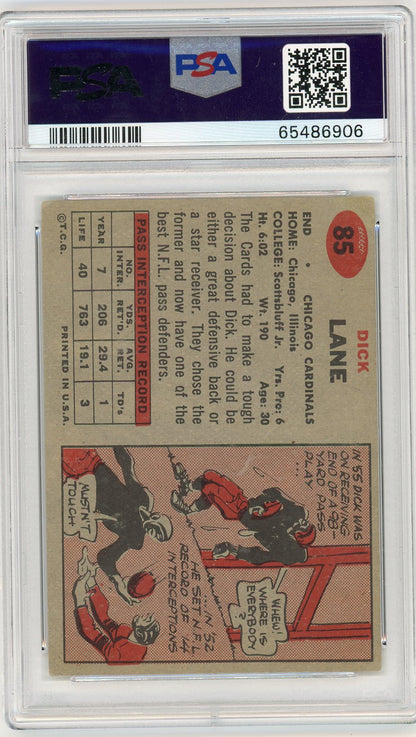 PSA
PSA
65486906
85
DICK
LANE
END • CHICAGO CARDINALS
HOME: Chicago, Illinois
COLLEGE: Scottsbluff Jr. Yrs. Pro: 6
Ht. 6:02 Wt. 190 Age: 30
The Cards had to make a tough
decision about Dick. He could be
either a great defensive back or
a star receiver. They chose the
former and now have one of the
best N.F.L. pass defenders.
PASS INTERCEPTION RECORD
NO. YDS. AVG.
INTER. RET'D. RET. TD's
YEAR 7 206 29.4 1
LIFE 40 763 19.1 3
©T.C.G. PRINTED IN U.S.A.
IN '55 DICK WAS
ON RECEIVING
END OF A 98-
YARD PASS
PLAY
WHEW!
WHERE IS
EVERYBODY
?
...IN '52
HE SET N F L
RECORD OF 14
INTERCEPTIONS
MUSTN'T
TOUCH